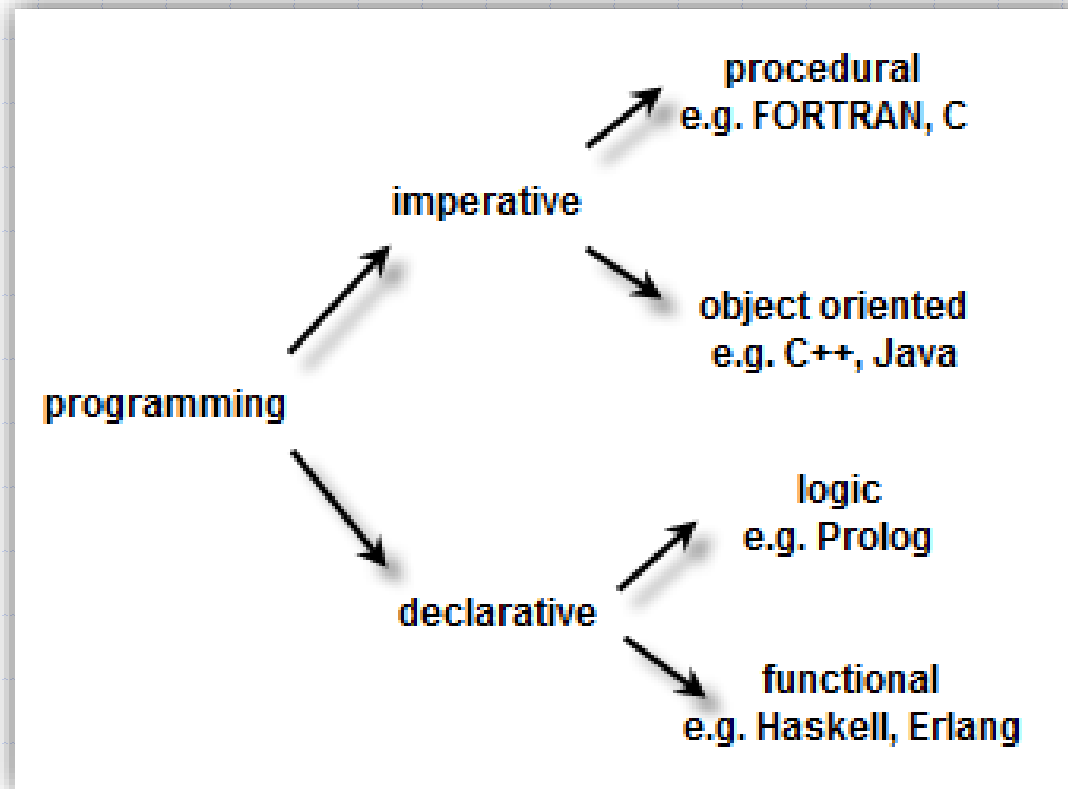 procedural
e.g. FORTRAN, C
imperative
object oriented
e.g. C++, Java
programming
logic
e.g. Prolog
declarative
functional
e.g. Haskell, Erlang